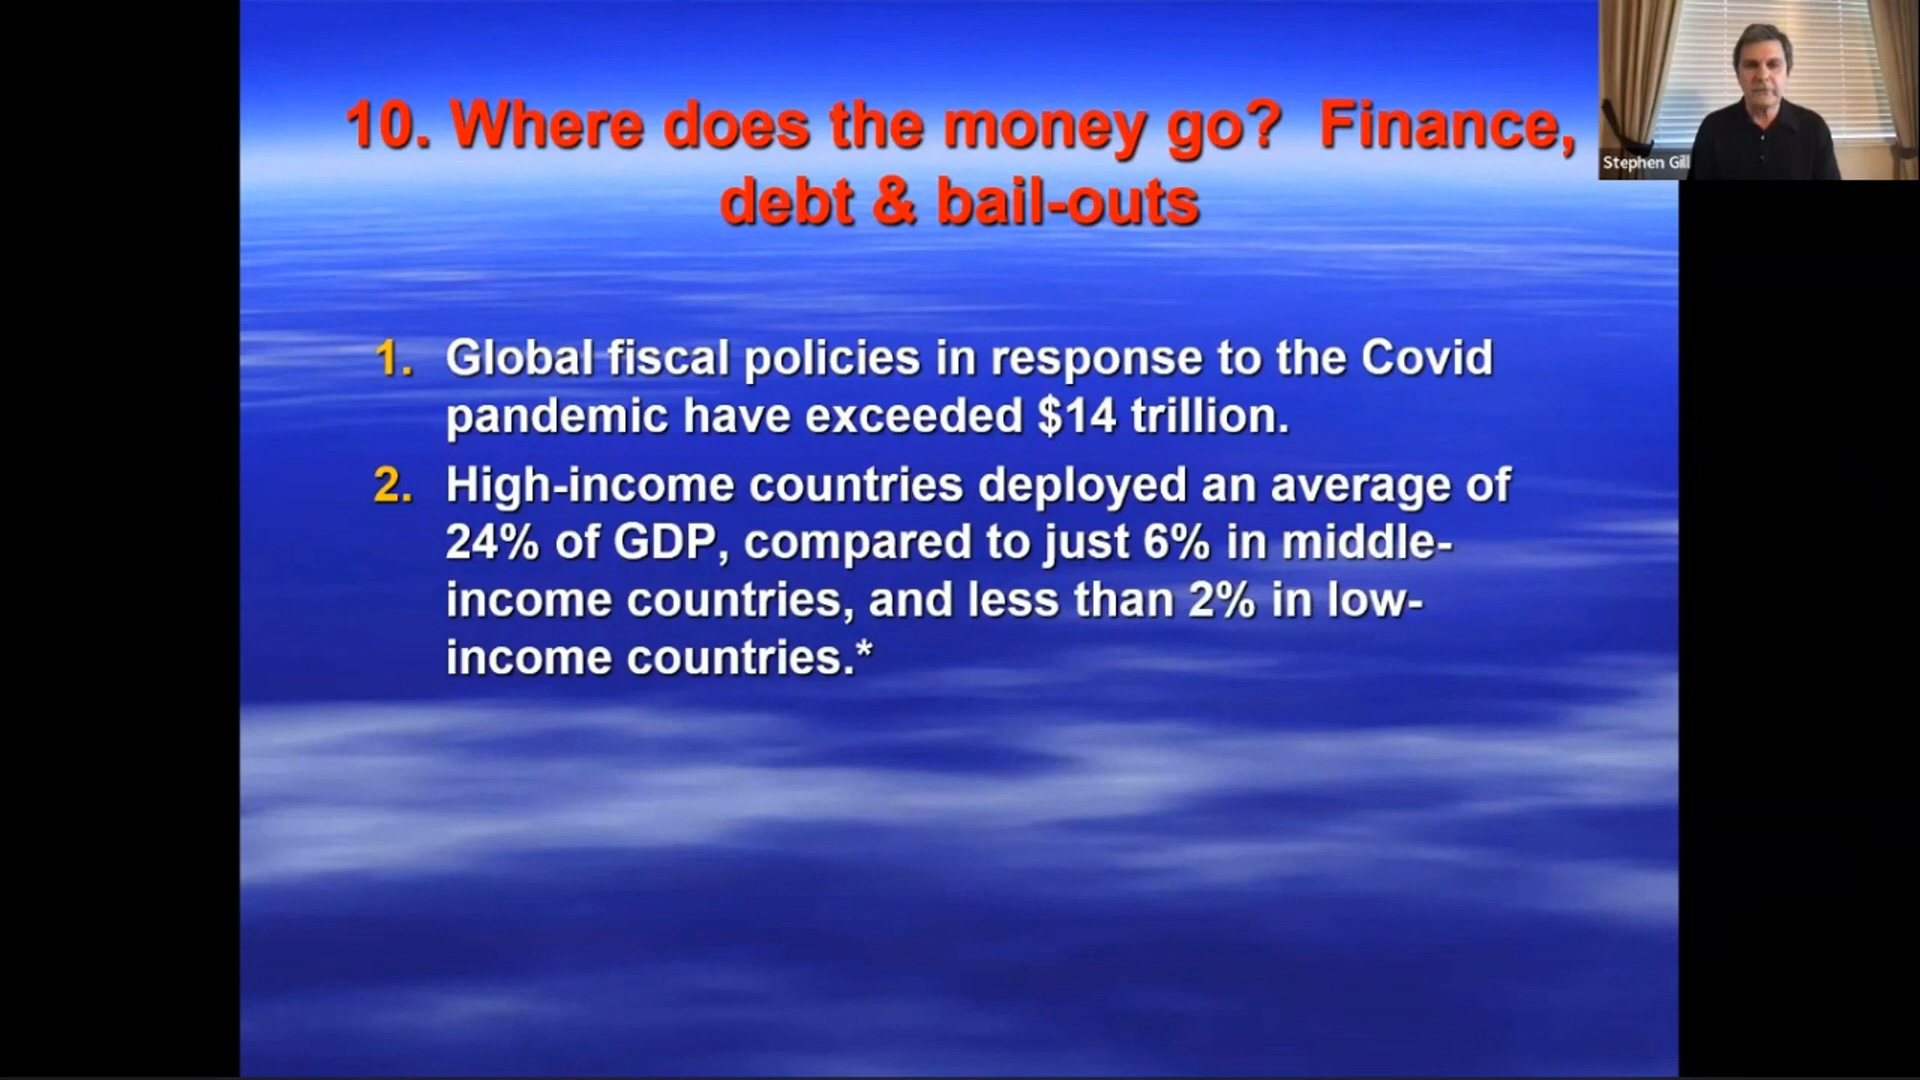 10. Where does the money go? Finance,
debt & bail-outs
1. Global fiscal policies in response to the Covid
pandemic have exceeded $14 trillion.
2. High-income countries deployed an average of
24% of GDP, compared to just 6% in middle-
income countries, and less than 2% in low-
income countries.*
Stephen Gill